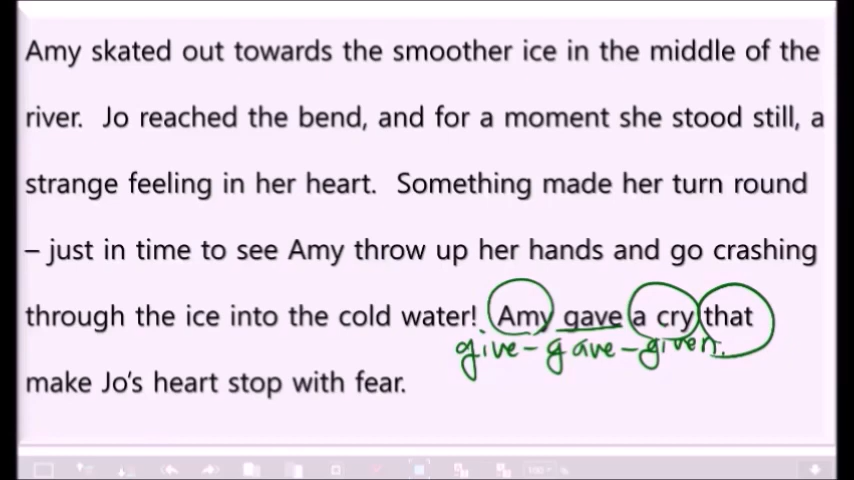 Amy skated out towards the smoother ice in the middle of the
river. Jo reached the bend, and for a moment she stood still, a
strange feeling in her heart. Something made her turn round
– just in time to see Amy throw up her hands and go crashing
through the ice into the cold water! Amy gave a cry that
give – gave – given.
make Jo's heart stop with fear.
100%